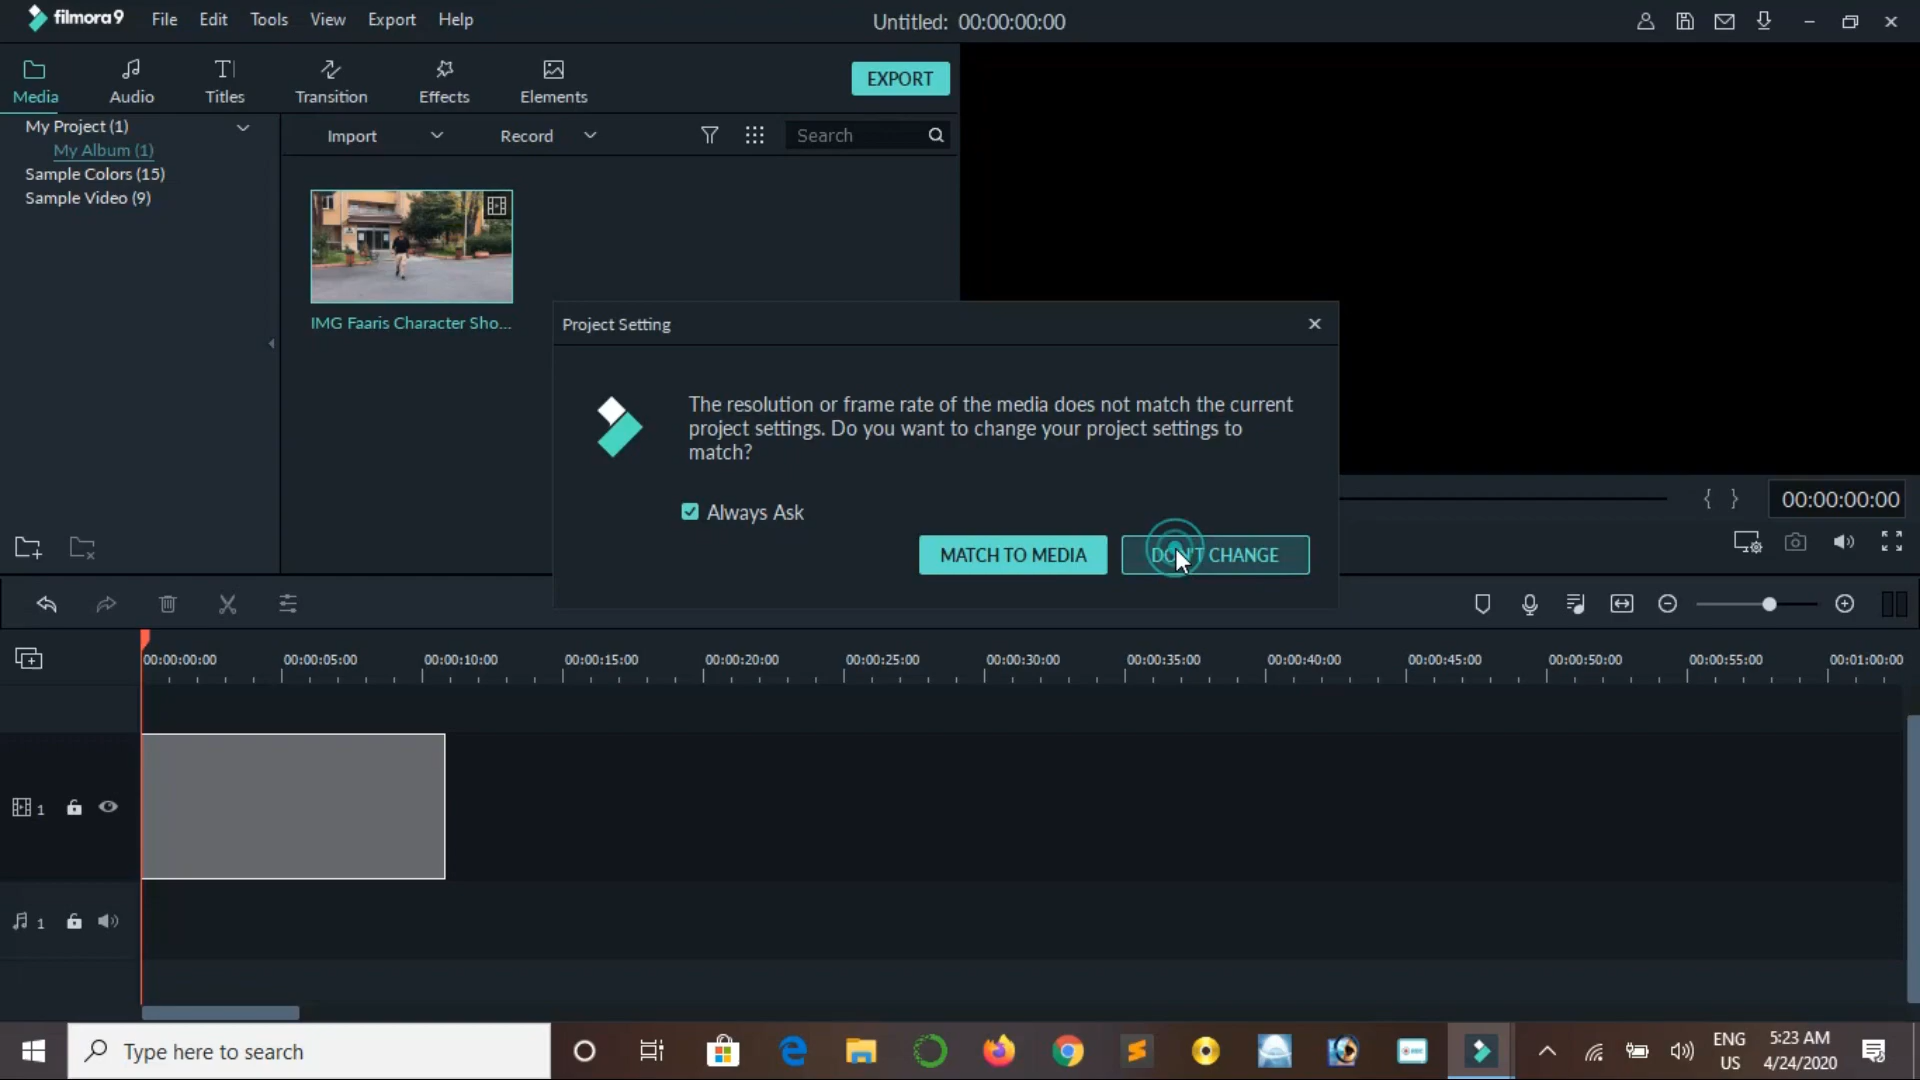 filmora9 File Edit Tools View Export Help Untitled: 00:00:00:00
Media Audio Titles Transition Effects Elements EXPORT
My Project (1)
My Album (1)
Sample Colors (15)
Sample Video (9)
Import Record Search
IMG Faaris Character Sho...
Project Setting
The resolution or frame rate of the media does not match the current
project settings. Do you want to change your project settings to
match?
Always Ask
MATCH TO MEDIA DON'T CHANGE
{ } 00:00:00:00
00:00:00:00 00:00:05:00 00:00:10:00 00:00:15:00 00:00:20:00 00:00:25:00 00:00:30:00 00:00:35:00 00:00:40:00 00:00:45:00 00:00:50:00 00:00:55:00 00:01:00:00
1
1
Type here to search
ENG
US
5:23 AM
4/24/2020